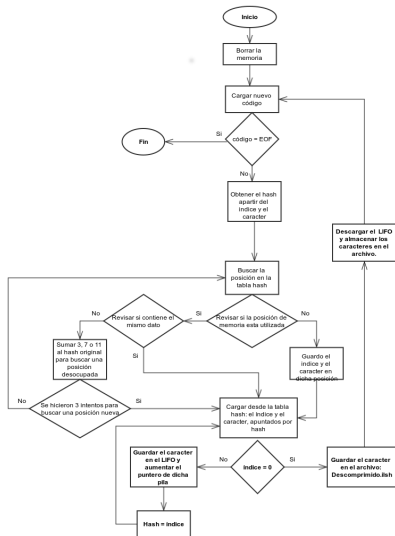 Inicio
Borrar la
memoria
Cargar nuevo
código
código = EOF
Si
Fin
No
Obtener el hash
apartir del
indice y el
caracter
Descargar el LIFO
y almacenar los
caracteres en el
archivo.
Buscar la
posición en la
tabla hash
Revisar si contiene el
mismo dato
Si
Revisar si la posición de
memoria esta utilizada
No
No
Sumar 3, 7 o 11
al hash original
para buscar una
posición
desocupada
Si
Guardo el
indice y el
caracter en
dicha posición
No
Se hicieron 3 intentos para
buscar una posición nueva
Si
Cargar desde la tabla
hash: el indice y el
caracter, apuntados por
hash
Guardar el caracter
en el LIFO y
aumentar el
puntero de dicha
pila
No
indice = 0
Si
Guardar el caracter
en el archivo:
Descomprimido.ilsh
Hash = indice